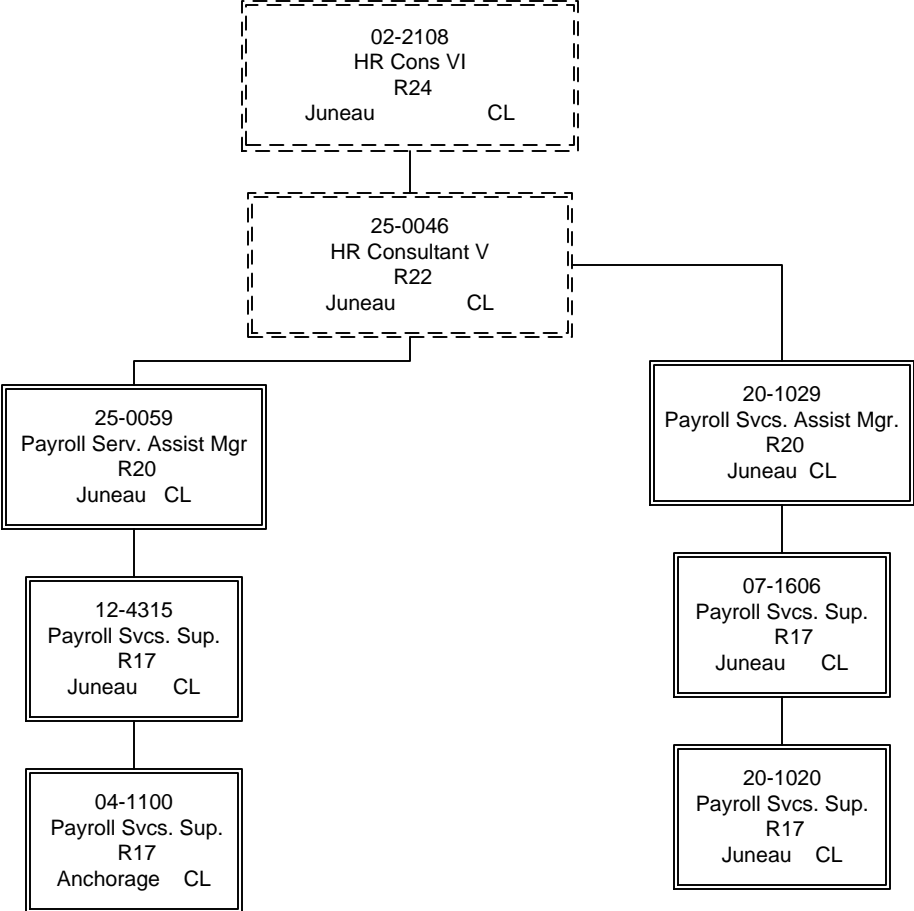 02-2108
HR Cons VI
R24
Juneau CL
25-0046
HR Consultant V
R22
Juneau CL
25-0059
Payroll Serv. Assist Mgr
R20
Juneau CL
12-4315
Payroll Svcs. Sup.
R17
Juneau CL
04-1100
Payroll Svcs. Sup.
R17
Anchorage CL
20-1029
Payroll Svcs. Assist Mgr.
R20
Juneau CL
07-1606
Payroll Svcs. Sup.
R17
Juneau CL
20-1020
Payroll Svcs. Sup.
R17
Juneau CL